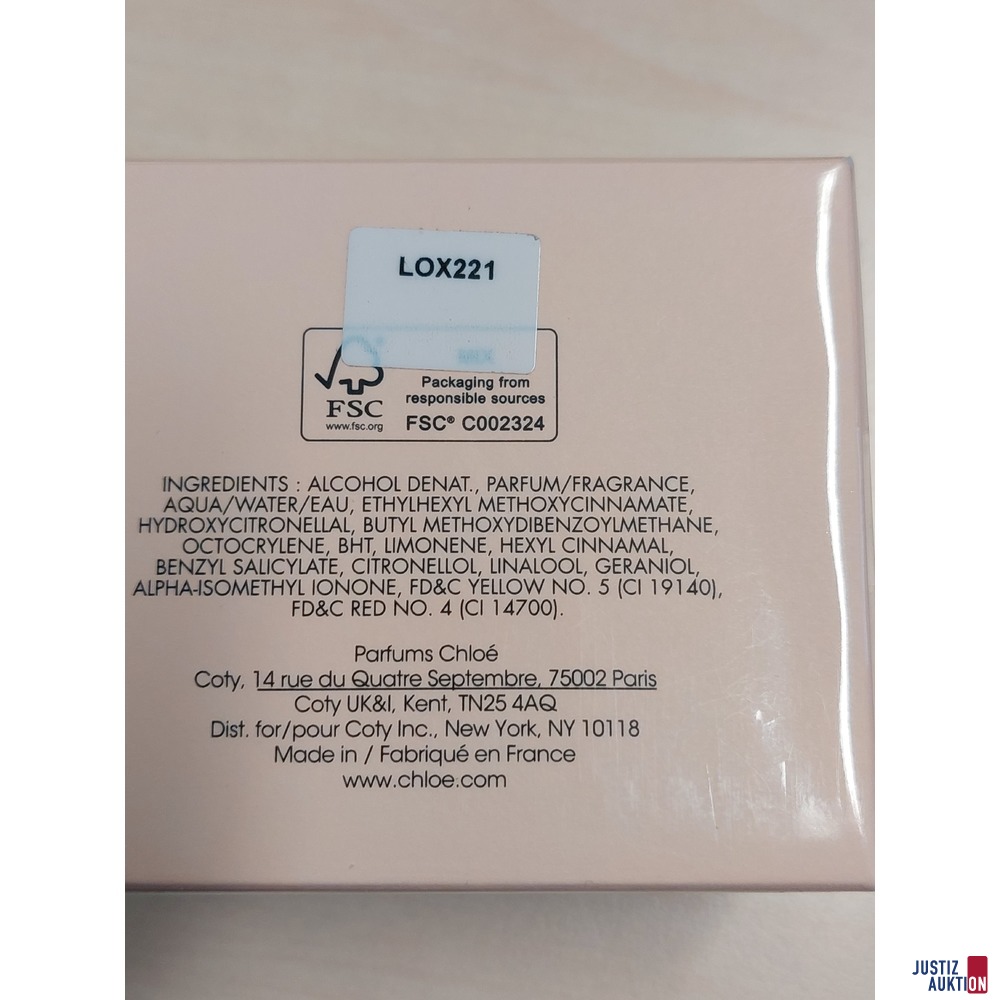 LOX221
FSC
www.fsc.org
Packaging from
responsible sources
FSC® C002324
INGREDIENTS : ALCOHOL DENAT., PARFUM/FRAGRANCE,
AQUA/WATER/EAU, ETHYLHEXYL METHOXYCINNAMATE,
HYDROXYCITRONELLAL, BUTYL METHOXYDIBENZOYLMETHANE,
OCTOCRYLENE, BHT, LIMONENE, HEXYL CINNAMAL,
BENZYL SALICYLATE, CITRONELLOL, LINALOOL, GERANIOL,
ALPHA-ISOMETHYL IONONE, FD&C YELLOW NO. 5 (CI 19140),
FD&C RED NO. 4 (CI 14700).
Parfums Chloé
Coty, 14 rue du Quatre Septembre, 75002 Paris
Coty UK&I, Kent, TN25 4AQ
Dist. for/pour Coty Inc., New York, NY 10118
Made in / Fabriqué en France
www.chloe.com
JUSTIZ
AUKTION